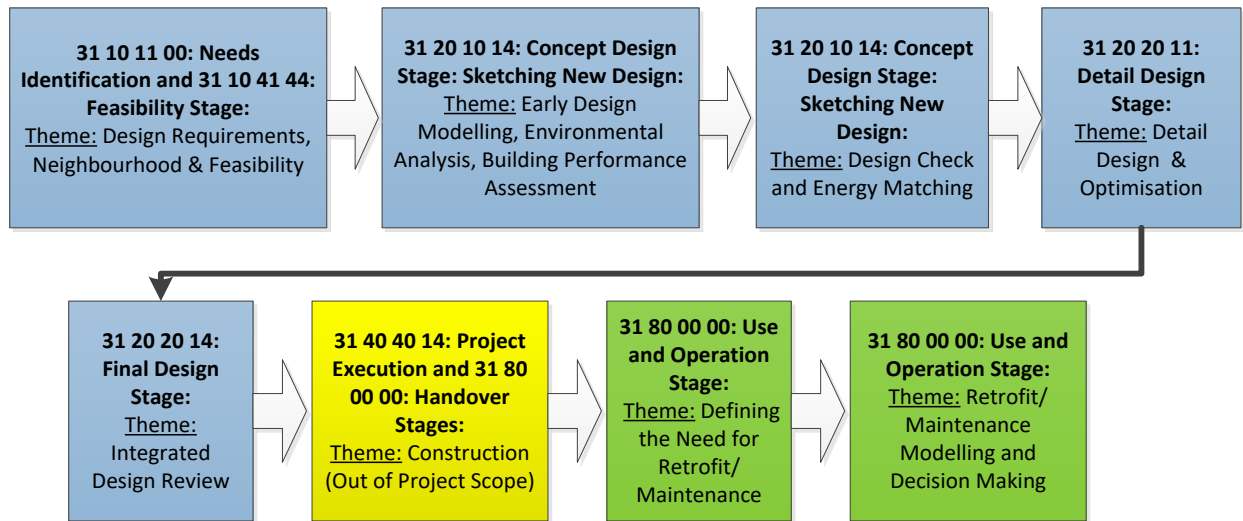 31 10 11 00: Needs
Identification and 31 10 41 44:
Feasibility Stage:
Theme: Design Requirements,
Neighbourhood & Feasibility
31 20 10 14: Concept Design
Stage: Sketching New Design:
Theme: Early Design
Modelling, Environmental
Analysis, Building Performance
Assessment
31 20 10 14: Concept
Design Stage:
Sketching New
Design:
Theme: Design Check
and Energy Matching
31 20 20 11:
Detail Design
Stage:
Theme: Detail
Design &
Optimisation
31 20 20 14:
Final Design
Stage:
Theme:
Integrated
Design Review
31 40 40 14: Project
Execution and 31 80
00 00: Handover
Stages:
Theme: Construction
(Out of Project Scope)
31 80 00 00: Use
and Operation
Stage:
Theme: Defining
the Need for
Retrofit/
Maintenance
31 80 00 00: Use and
Operation Stage:
Theme: Retrofit/
Maintenance
Modelling and
Decision Making